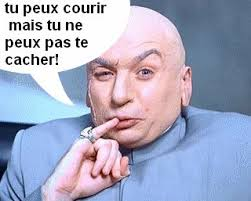 tu peux courir
mais tu ne
peux pas te
cacher!